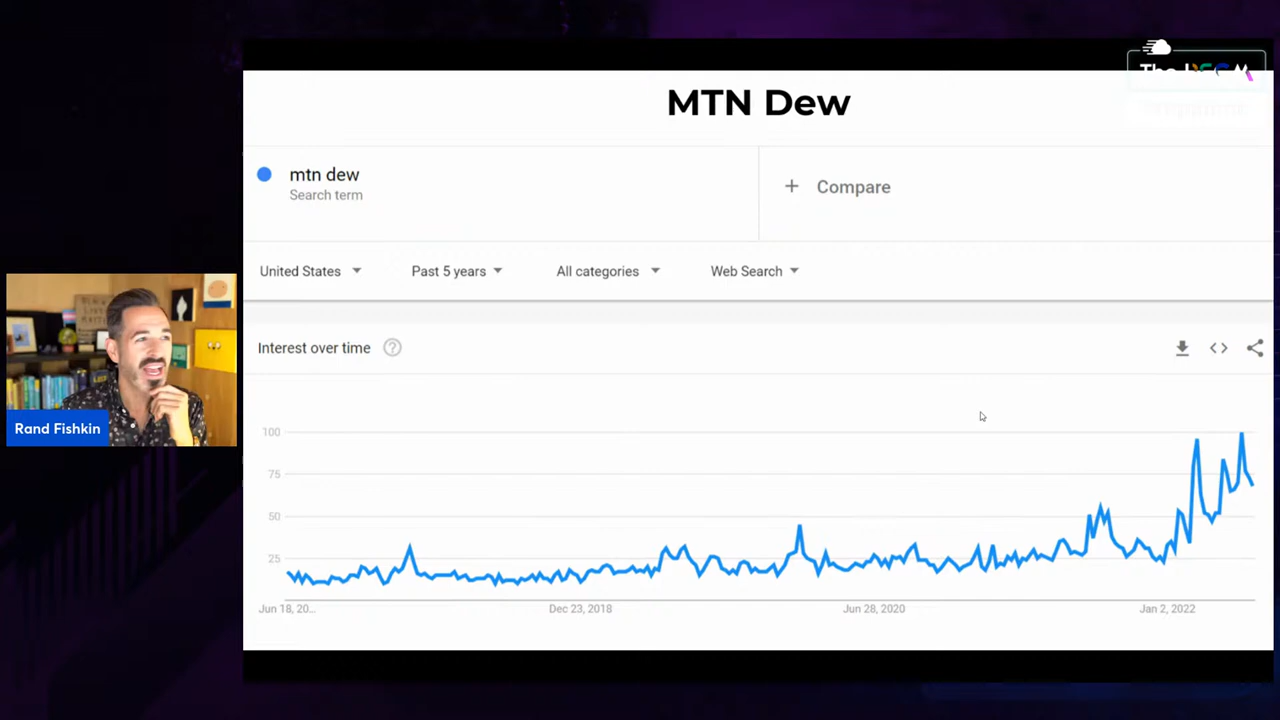 MTN Dew
mtn dew
Search term
+ Compare
United States
Past 5 years
All categories
Web Search
Interest over time ?
100
75
50
25
Jun 18, 20...
Dec 23, 2018
Jun 28, 2020
Jan 2, 2022
Rand Fishkin